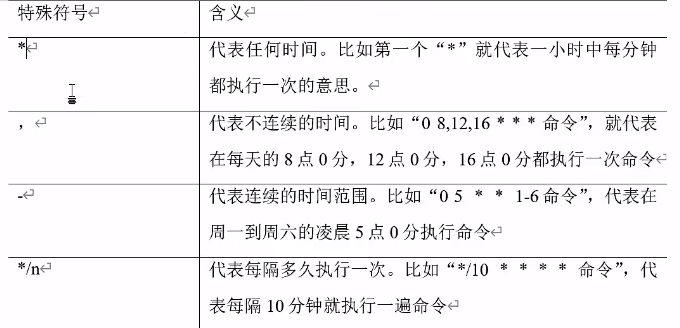 特殊符号 含义
* 代表任何时间。比如第一个“*”就代表一小时中每分钟
都执行一次的意思。
， 代表不连续的时间。比如“0 8,12,16 * * * 命令”，就代表
在每天的 8 点 0 分，12 点 0 分，16 点 0 分都执行一次命令
- 代表连续的时间范围。比如“0 5 * * 1-6 命令”，代表在
周一到周六的凌晨 5 点 0 分执行命令
*/n 代表每隔多久执行一次。比如“*/10 * * * * 命令”，代
表每隔 10 分钟就执行一遍命令